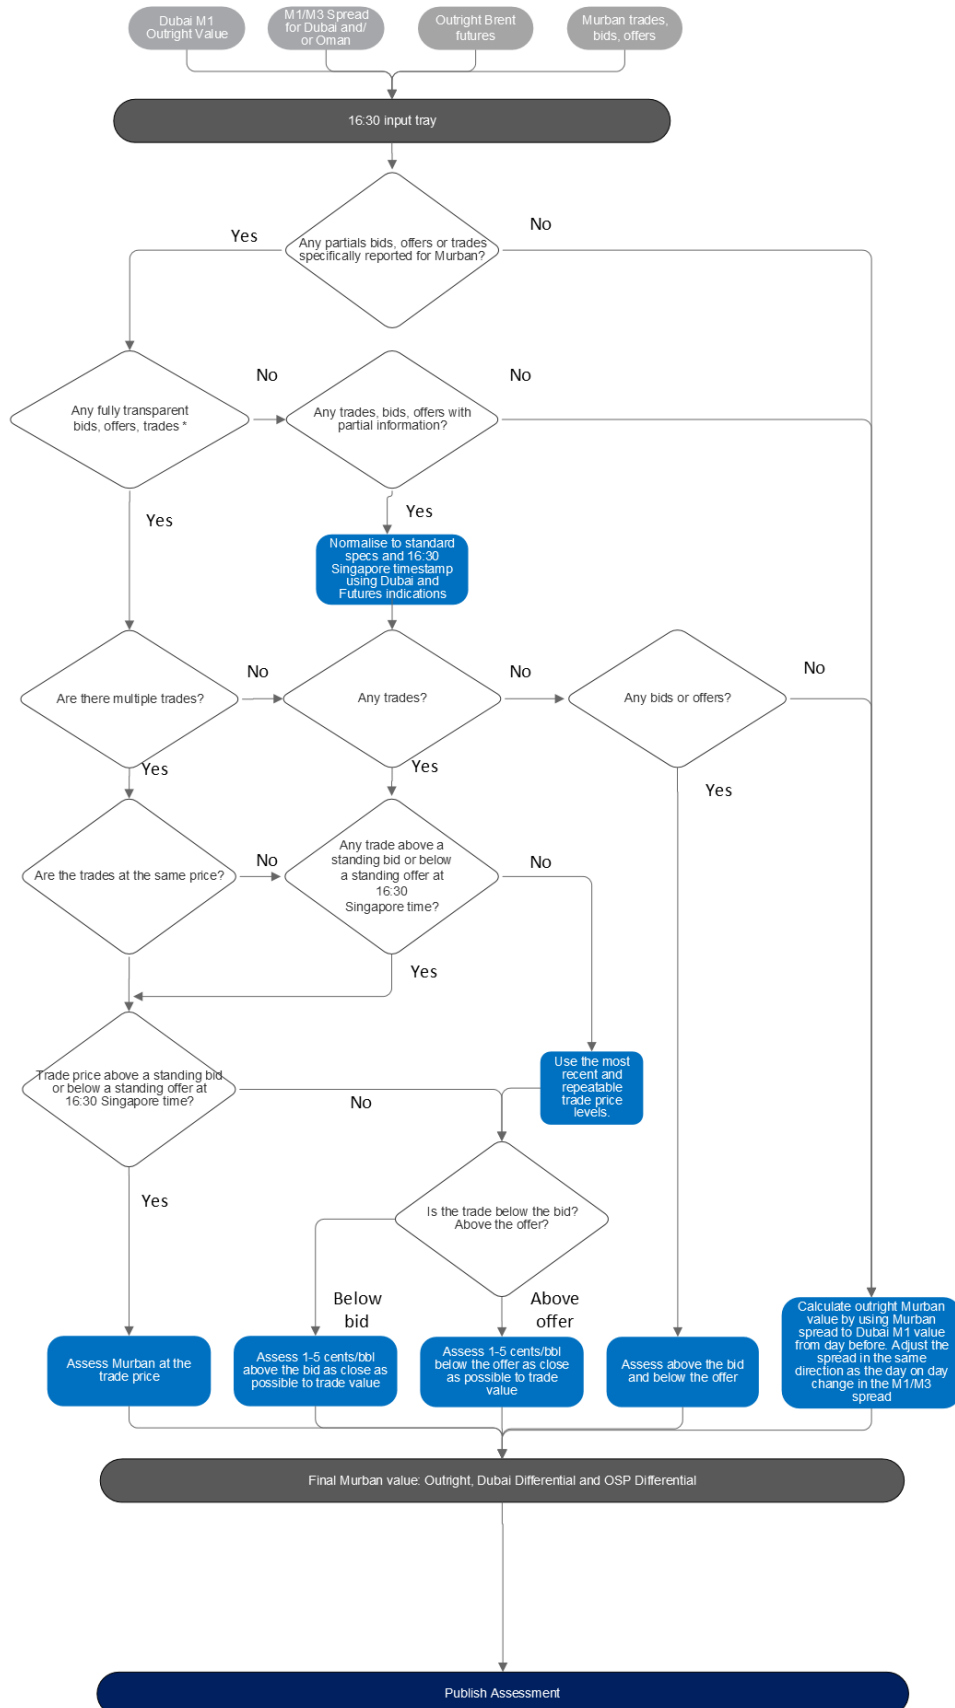 Dubai M1
Outright Value
M1/M3 Spread
for Dubai and/
or Oman
Outright Brent
futures
Murban trades,
bids, offers
16:30 input tray
Any partials bids, offers or trades
specifically reported for Murban?
Yes
No
Any fully transparent
bids, offers, trades *
No
Any trades, bids, offers with
partial information?
No
Yes
Yes
Normalise to standard
specs and 16:30
Singapore timestamp
using Dubai and
Futures indications
Are there multiple trades?
No
Any trades?
No
Any bids or offers?
No
Yes
Yes
Yes
Are the trades at the same price?
No
Any trade above a
standing bid or below
a standing offer at
16:30
Singapore time?
No
Yes
Trade price above a standing bid
or below a standing offer at
16:30 Singapore time?
No
Use the most
recent and
repeatable
trade price
levels.
Yes
Is the trade below the bid?
Above the offer?
Below
bid
Above
offer
Assess Murban at the
trade price
Assess 1-5 cents/bbl
above the bid as close as
possible to trade value
Assess 1-5 cents/bbl
below the offer as close
as possible to trade
value
Assess above the bid
and below the offer
Calculate outright Murban
value by using Murban
spread to Dubai M1 value
from day before. Adjust the
spread in the same
direction as the day on day
change in the M1/M3
spread
Final Murban value: Outright, Dubai Differential and OSP Differential
Publish Assessment